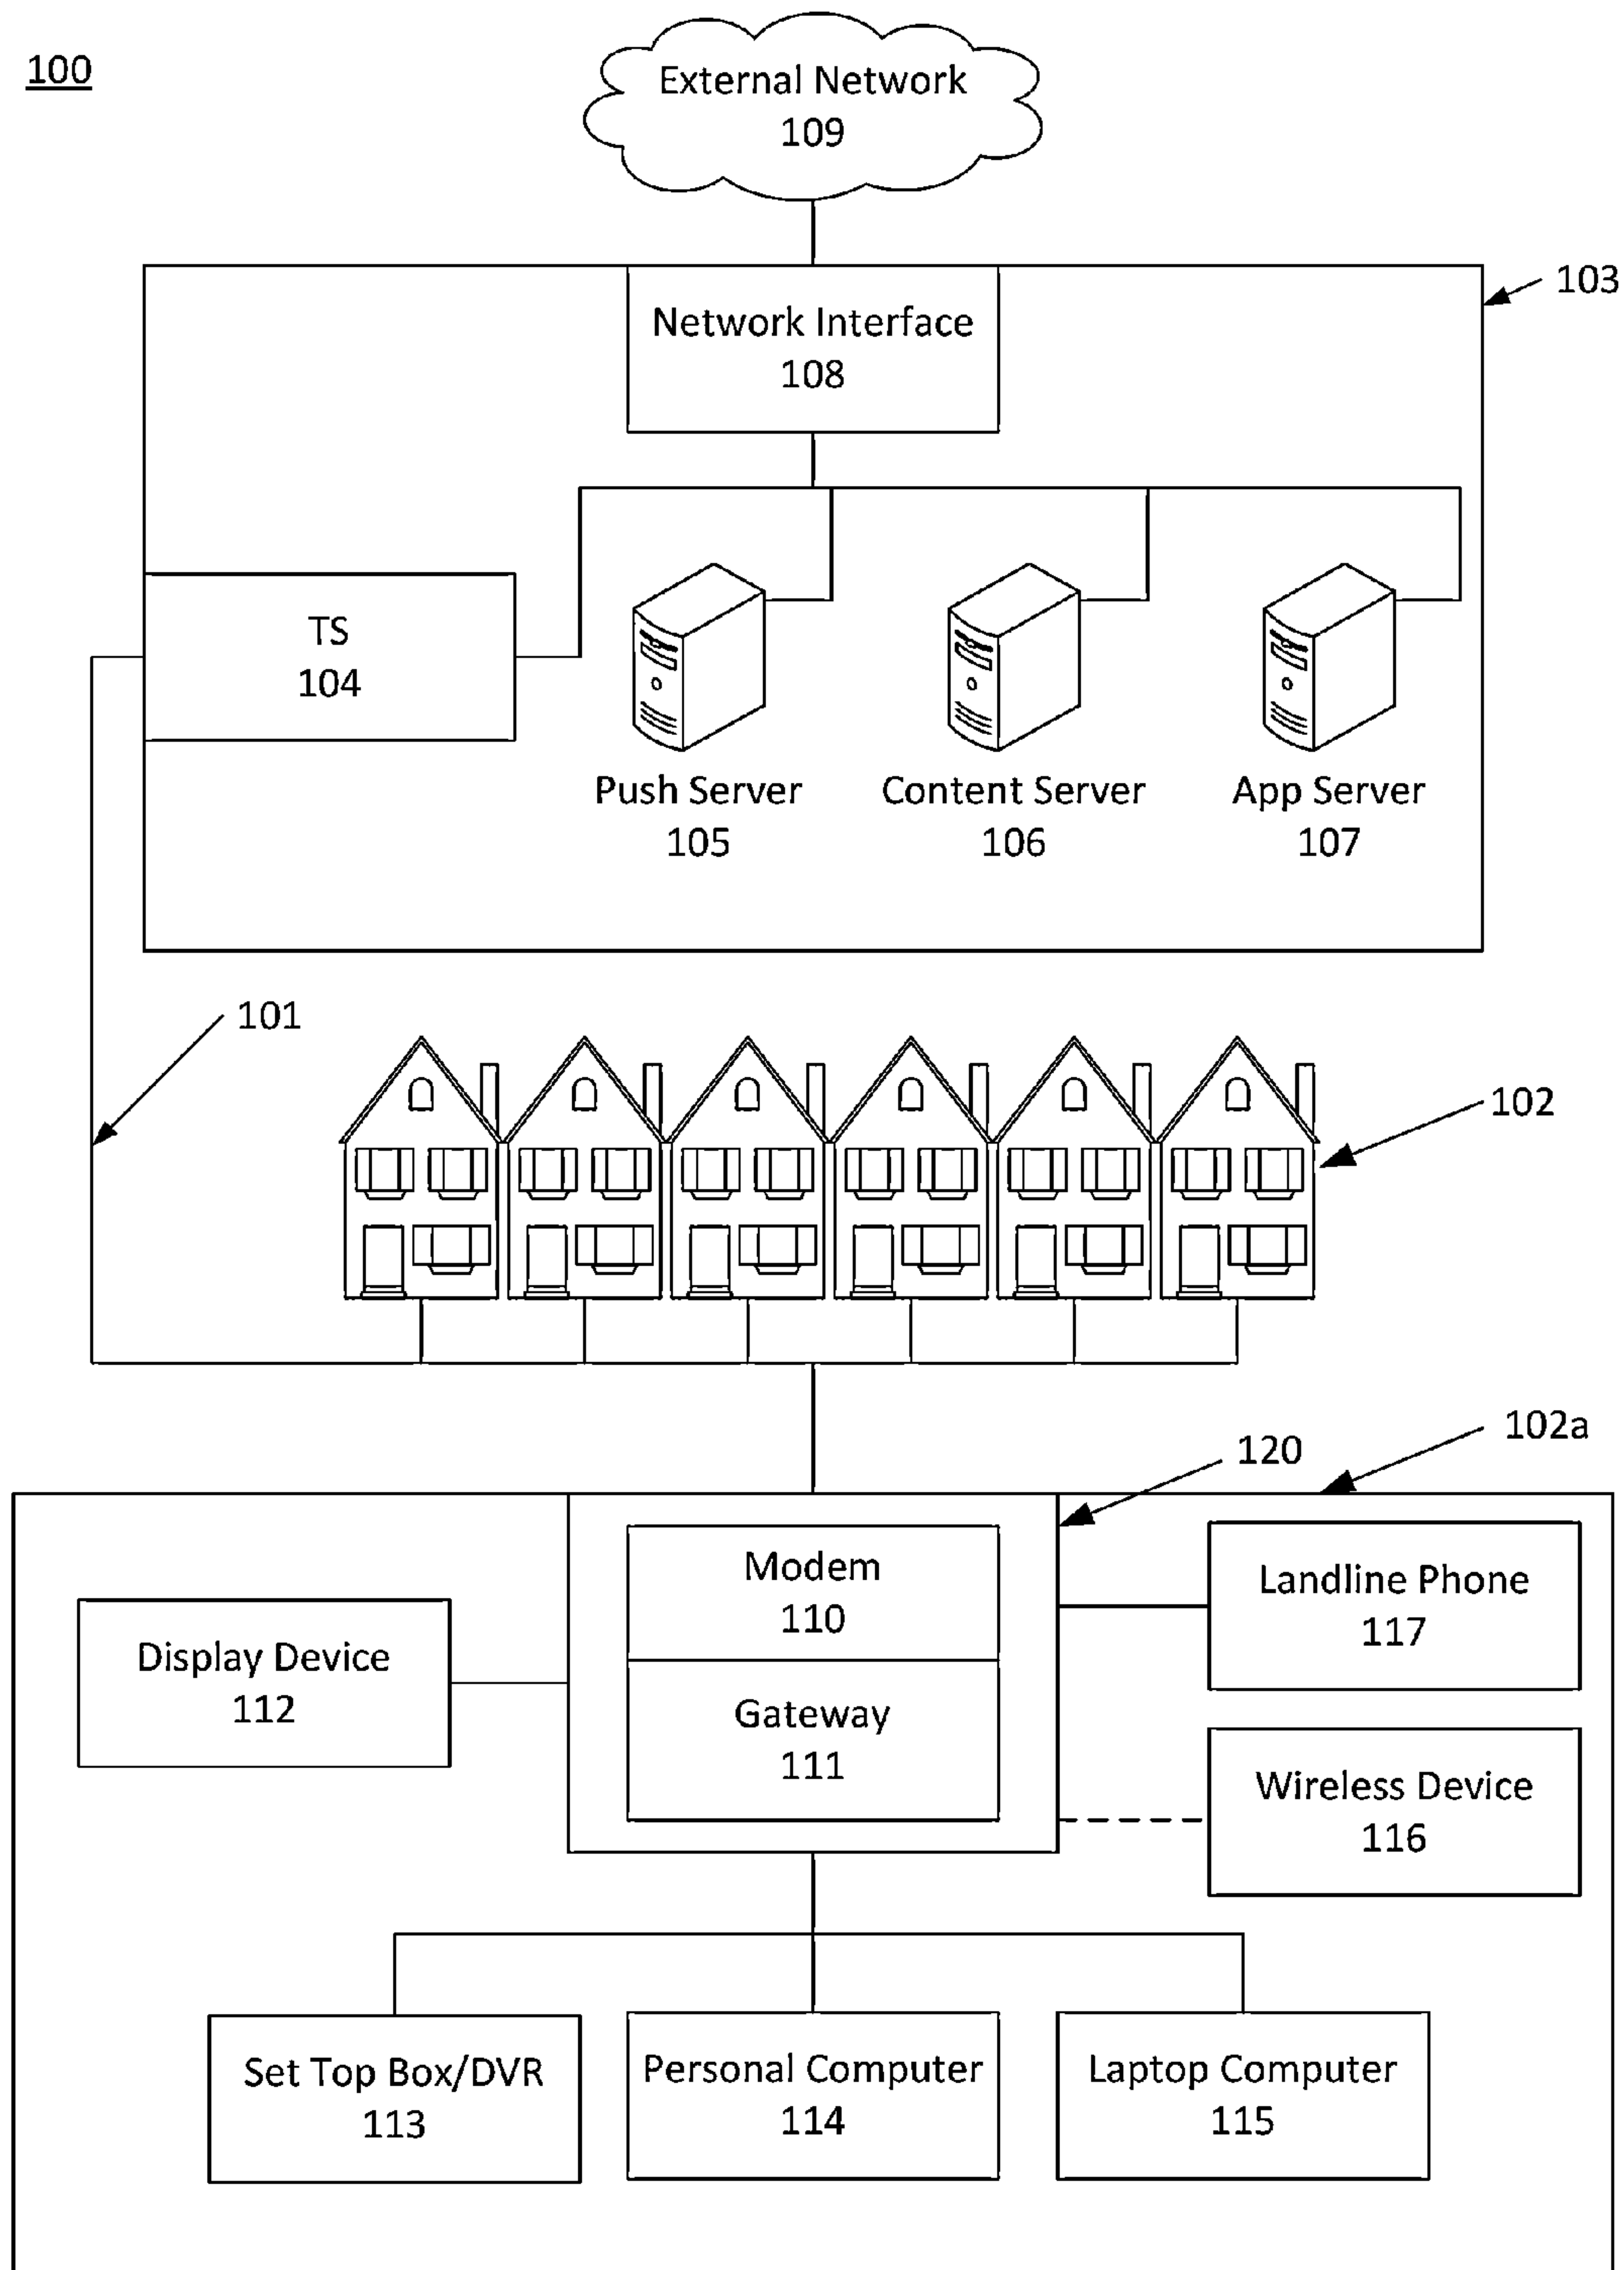 100
External Network
109
103
Network Interface
108
TS
104
Push Server
105
Content Server
106
App Server
107
101
102
102a
120
Modem
110
Landline Phone
117
Display Device
112
Gateway
111
Wireless Device
116
Set Top Box/DVR
113
Personal Computer
114
Laptop Computer
115